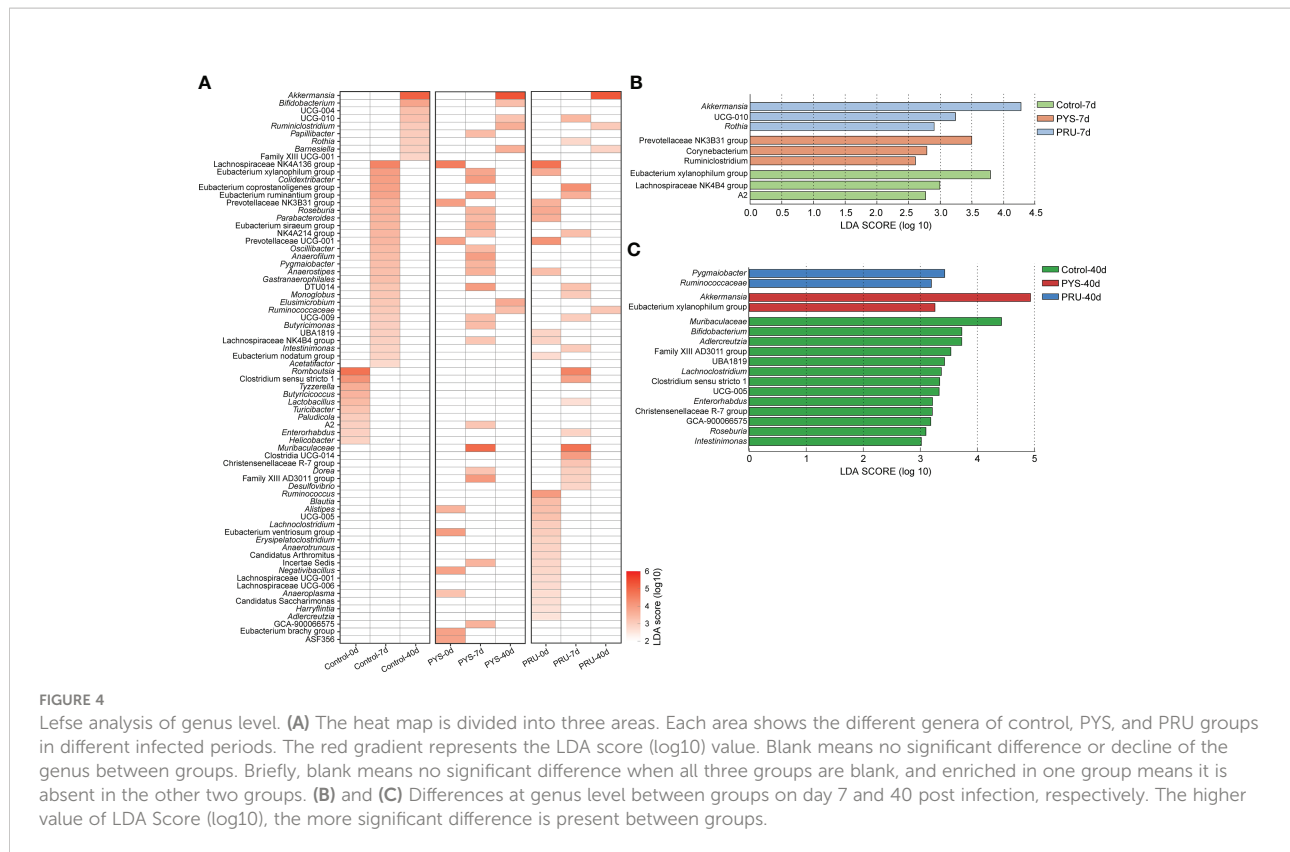 A
Akkermansia
Bifidobacterium
UCG-004
UCG-010
Ruminiclostridium
Papillibacter
Rothia
Barnesiella
Family XIII UCG-001
Lachnospiraceae NK4A136 group
Eubacterium xylanophilum group
Colidextribacter
Eubacterium coprostanoligenes group
Eubacterium ruminantium group
Prevotellaceae NK3B31 group
Roseburia
Parabacteroides
Eubacterium siraeum group
NK4A214 group
Prevotellaceae UCG-001
Oscillibacter
Anaerofilum
Pygmaiobacter
Anaerostipes
Gastranaerophilales
DTU014
Monoglobus
Elusimicrobium
Ruminococcaceae
UCG-009
Butyricimonas
UBA1819
Lachnospiraceae NK4B4 group
Intestinimonas
Eubacterium nodatum group
Acetatifactor
Romboutsia
Clostridium sensu stricto 1
Tyzzerella
Butyricicoccus
Lactobacillus
Turicibacter
Paludicola
A2
Enterorhabdus
Helicobacter
Muribaculaceae
Clostridia UCG-014
Christensenellaceae R-7 group
Dorea
Family XIII AD3011 group
Desulfovibrio
Ruminococcus
Blautia
Alistipes
UCG-005
Lachnoclostridium
Eubacterium ventriosum group
Erysipelatoclostridium
Anaerotruncus
Candidatus Arthromitus
Incertae Sedis
Negativibacillus
Lachnospiraceae UCG-001
Lachnospiraceae UCG-006
Anaeroplasma
Candidatus Saccharimonas
Harryflintia
Adlercreutzia
GCA-900066575
Eubacterium brachy group
ASF356
Control-0d
Control-7d
Control-40d
PYS-0d
PYS-7d
PYS-40d
PRU-0d
PRU-7d
PRU-40d
6
5
4
3
2
LDA score (log10)
B
Akkermansia
UCG-010
Rothia
Prevotellaceae NK3B31 group
Corynebacterium
Ruminiclostridium
Eubacterium xylanophilum group
Lachnospiraceae NK4B4 group
A2
0.0 0.5 1.0 1.5 2.0 2.5 3.0 3.5 4.0 4.5
LDA SCORE (log 10)
Cotrol-7d
PYS-7d
PRU-7d
C
Pygmaiobacter
Ruminococcaceae
Akkermansia
Eubacterium xylanophilum group
Muribaculaceae
Bifidobacterium
Adlercreutzia
Family XIII AD3011 group
UBA1819
Lachnoclostridium
Clostridium sensu stricto 1
UCG-005
Enterorhabdus
Christensenellaceae R-7 group
GCA-900066575
Roseburia
Intestinimonas
0 1 2 3 4 5
LDA SCORE (log 10)
Cotrol-40d
PYS-40d
PRU-40d
FIGURE 4
Lefse analysis of genus level. (A) The heat map is divided into three areas. Each area shows the different genera of control, PYS, and PRU groups
in different infected periods. The red gradient represents the LDA score (log10) value. Blank means no significant difference or decline of the
genus between groups. Briefly, blank means no significant difference when all three groups are blank, and enriched in one group means it is
absent in the other two groups. (B) and (C) Differences at genus level between groups on day 7 and 40 post infection, respectively. The higher
value of LDA Score (log10), the more significant difference is present between groups.